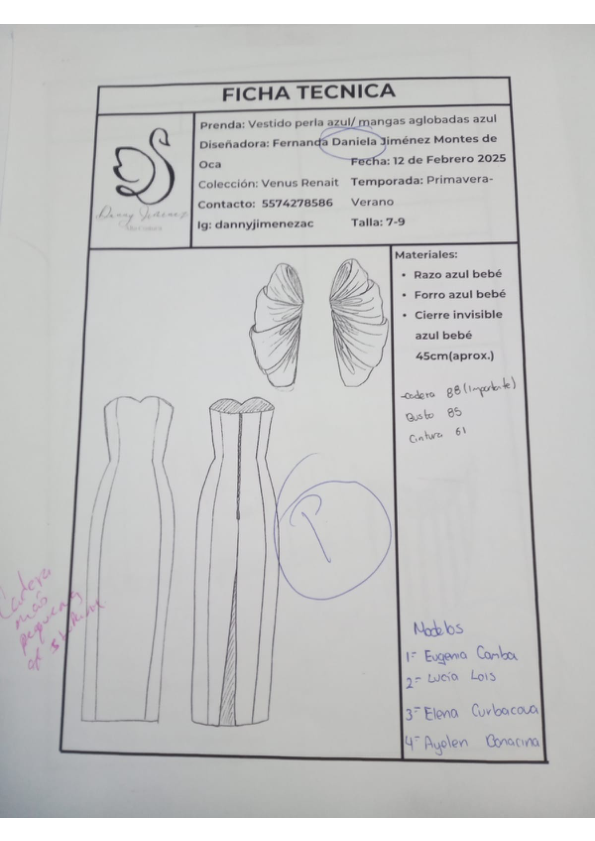 FICHA TECNICA
Prenda: Vestido perla azul/ mangas aglobadas azul
Diseñadora: Fernanda Daniela Jiménez Montes de
Oca
Fecha: 12 de Febrero 2025
Colección: Venus Renait
Temporada: Primavera-
Verano
Contacto: 5574278586
Ig: dannyjimenezac
Talla: 7-9
Danny Jiménez
Materiales:
• Razo azul bebé
• Forro azul bebé
• Cierre invisible
azul bebé
45cm(aprox.)
-cadera 88 (importante)
Busto 85
Cintura 61
P
Cadera
más
pequeña
Modelos
1- Eugenia Camba
2- Lucia Lois
3- Elena Curbacova
4- Ayelen Bonacina